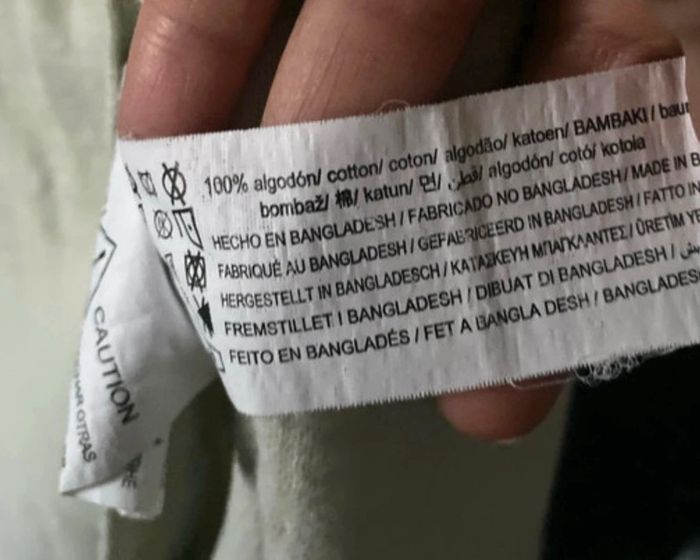 100% algodón/ cotton/ coton/ algodão/ katoen/ BAMBAKI / baur
bombaž/ 棉/ katun/ 면/ قطن/ algodón/ cotó/ kotoia
HECHO EN BANGLADESH / FABRICADO NO BANGLADESH / MADE IN B
FABRIQUÉ AU BANGLADESH / GEFABRICEERD IN BANGLADESH / FATTO I
HERGESTELLT IN BANGLADESCH / ΚΑΤΑΣΚΕΥΗ ΜΠΑΓΚΛΑΝΤΕΣ / ÜRETİM Y
FREMSTILLET I BANGLADESH / DIBUAT DI BANGLADESH /
FEITO EN BANGLADÉS / FET A BANGLA DESH / BANGLADES
CAUTION
OTRAS